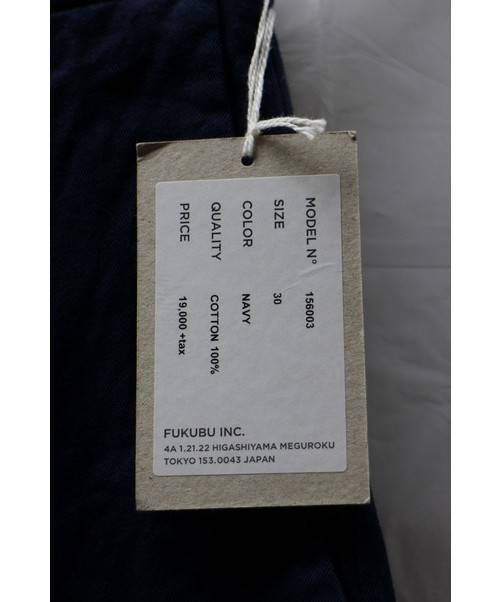 MODEL N° 156003
SIZE 30
COLOR NAVY
QUALITY COTTON 100%
PRICE 19,000 +tax
FUKUBU INC.
4A 1.21.22 HIGASHIYAMA MEGUROKU
TOKYO 153.0043 JAPAN